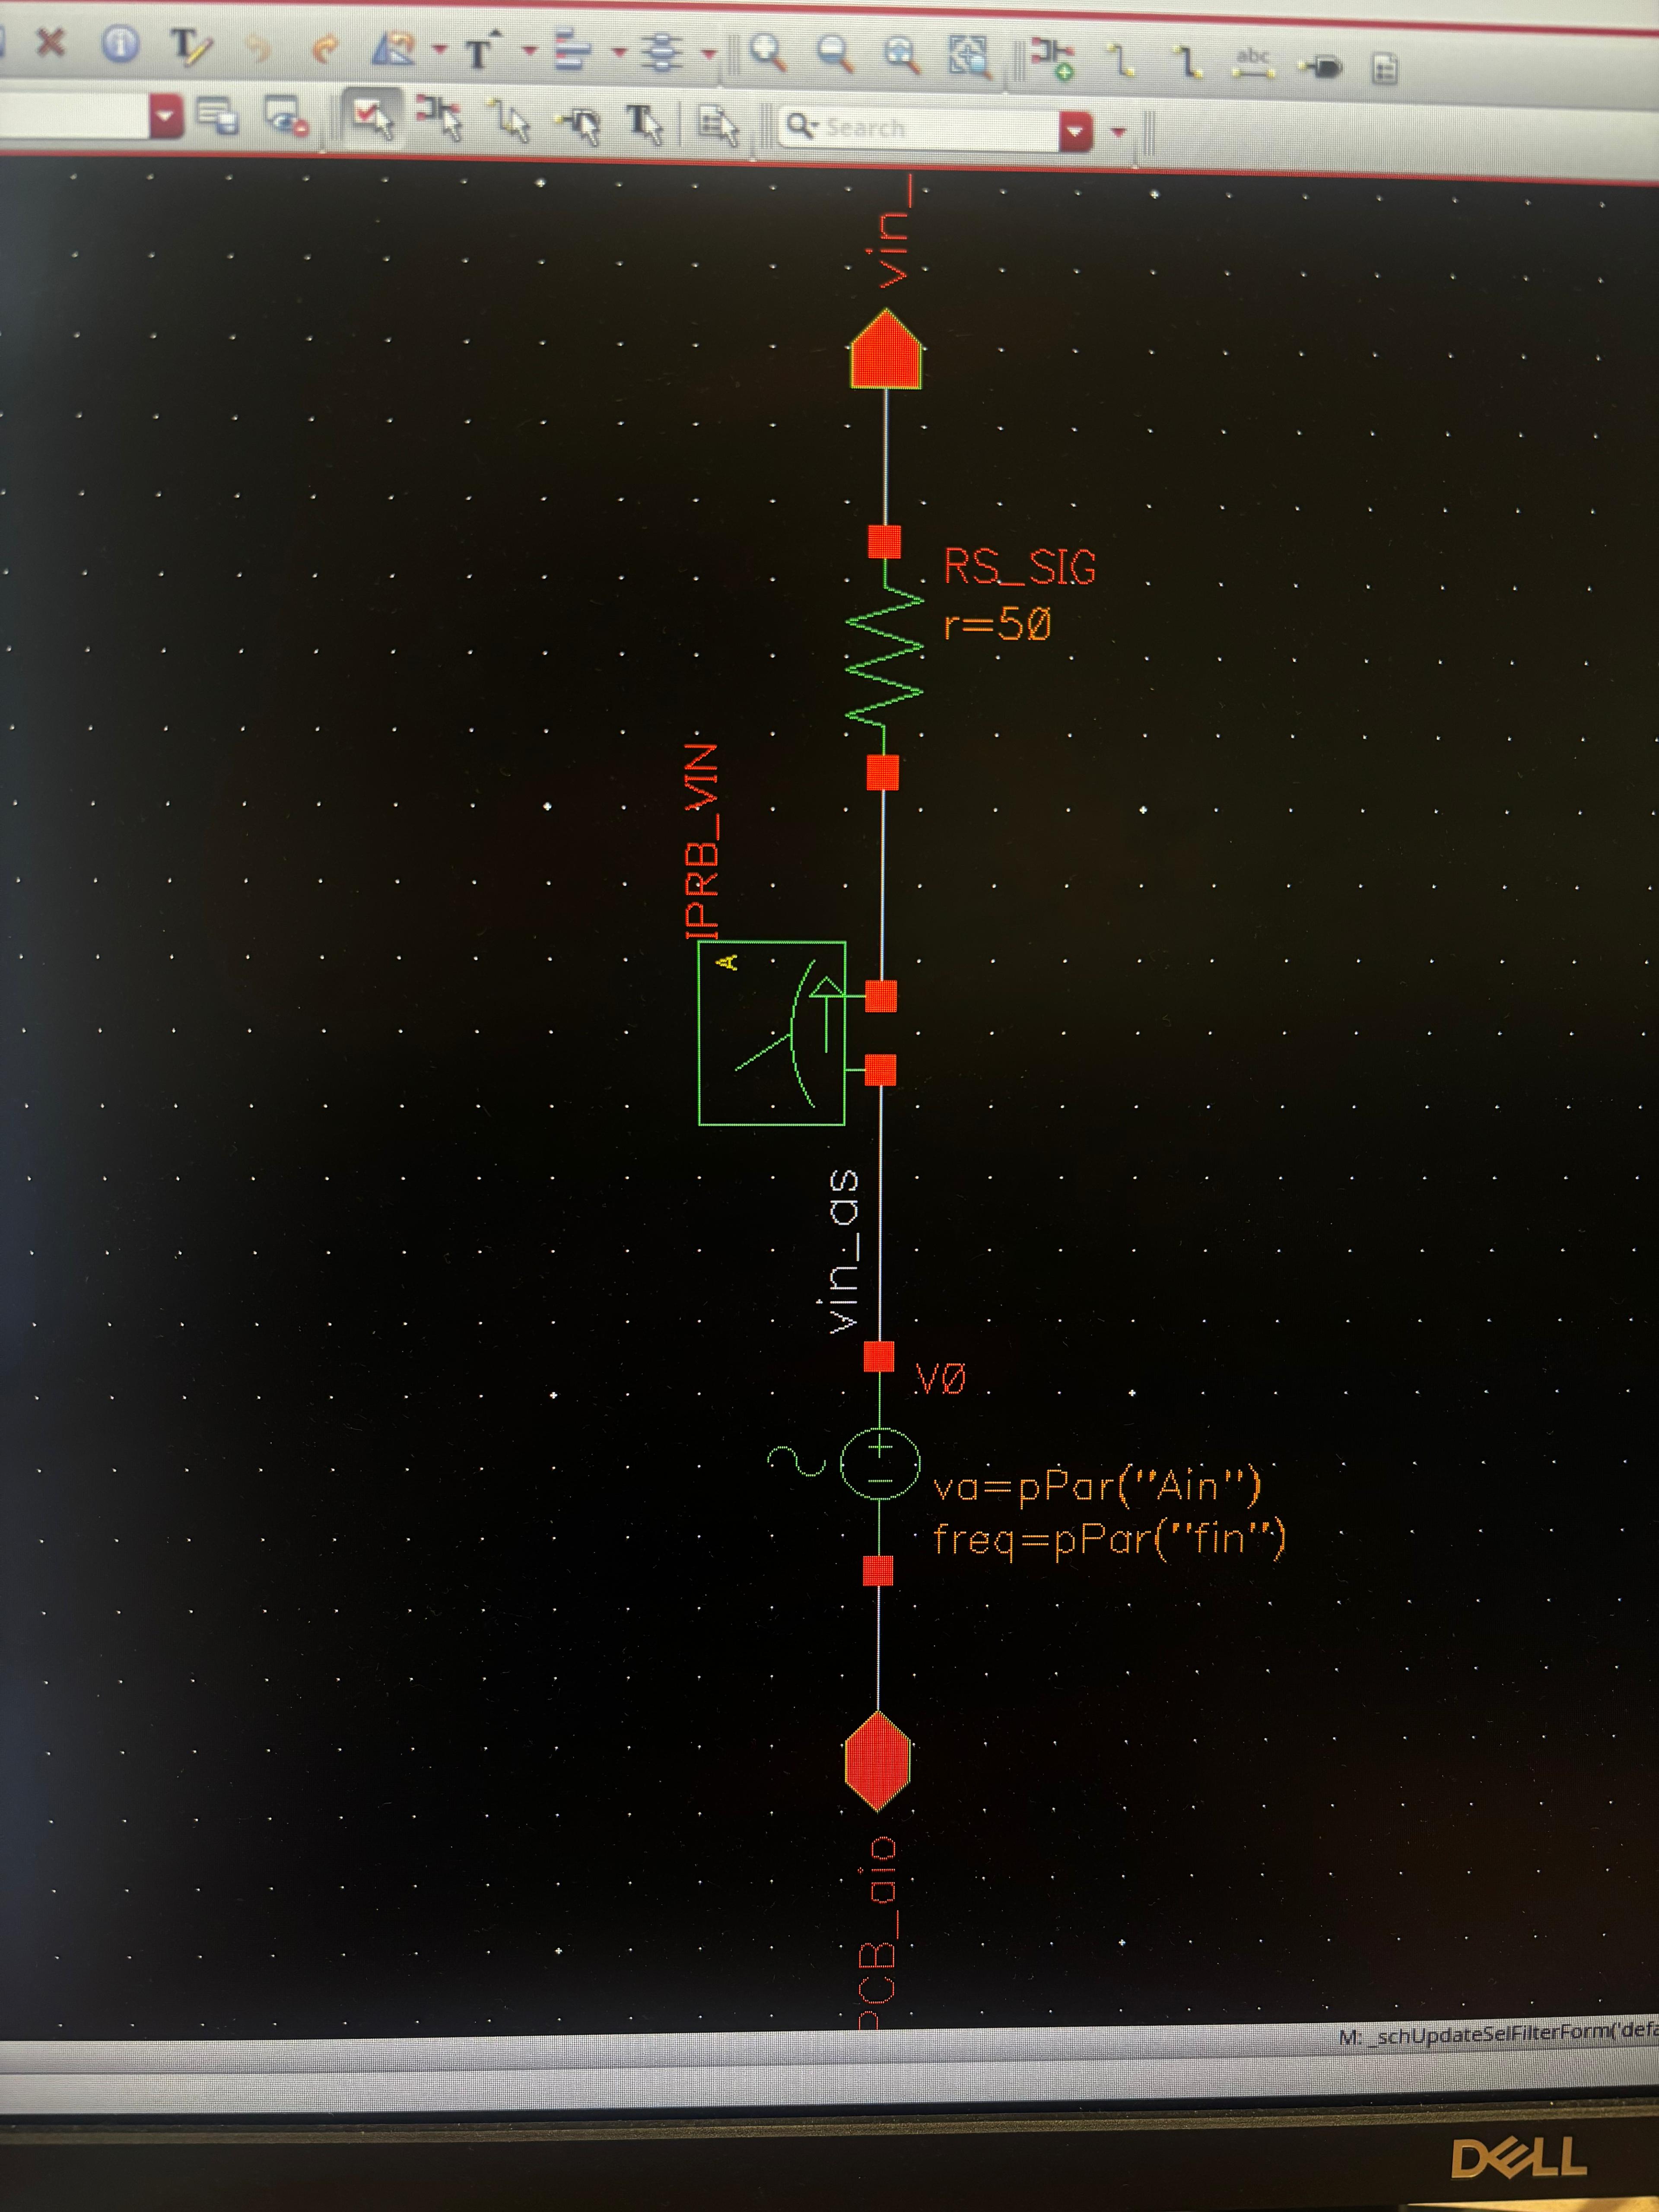 Search
vin_
RS_SIG
r=50
IPRB_VIN
A
vin_as
V0
va=pPar("Ain")
freq=pPar("fin")
PCB_aio
M: _schUpdateSelFilterForm('defa
DELL